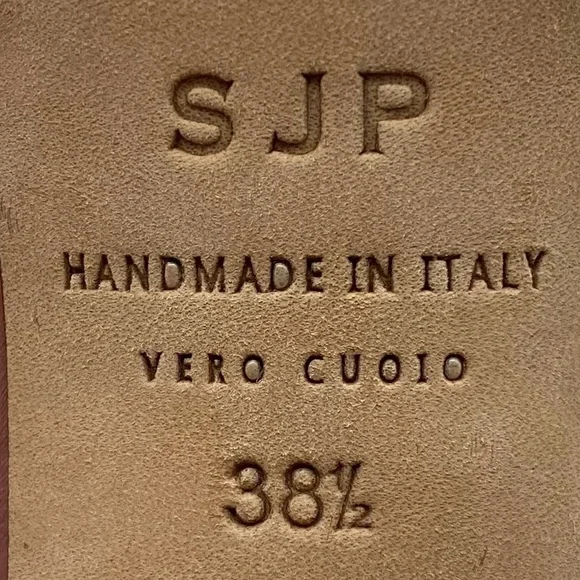 SJP
HANDMADE IN ITALY
VERO CUOIO
38½